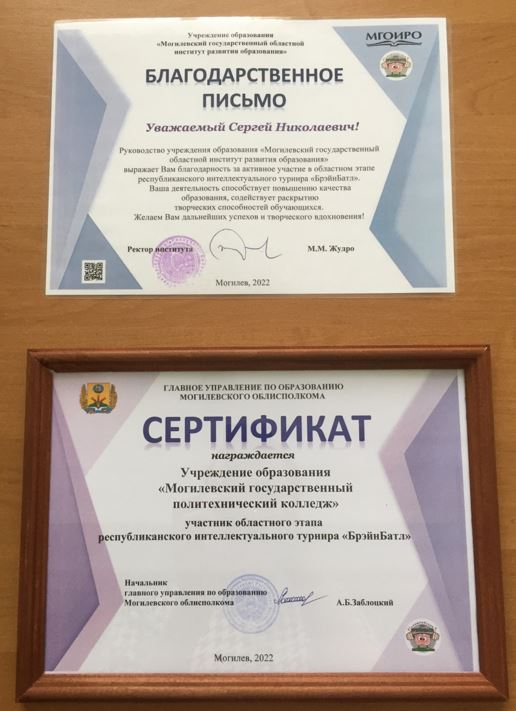 Учреждение образования
«Могилевский государственный областной
институт развития образования»
МГОИРО
БЛАГОДАРСТВЕННОЕ
ПИСЬМО
Уважаемый Сергей Николаевич!
Руководство учреждения образования «Могилевский государственный
областной институт развития образования»
выражает Вам благодарность за активное участие в областном этапе
республиканского интеллектуального турнира «БрэйнБатл».
Ваша деятельность способствует повышению качества
образования, содействует раскрытию
творческих способностей обучающихся.
Желаем Вам дальнейших успехов и творческого вдохновения!
Ректор института
М.М. Жудро
Могилев, 2022
ГЛАВНОЕ УПРАВЛЕНИЕ ПО ОБРАЗОВАНИЮ
МОГИЛЕВСКОГО ОБЛИСПОЛКОМА
СЕРТИФИКАТ
награждается
Учреждение образования
«Могилевский государственный
политехнический колледж»
участник областного этапа
республиканского интеллектуального турнира «БрэйнБатл»
Начальник
главного управления по образованию
Могилевского облисполкома
А.Б.Заблоцкий
Могилев, 2022